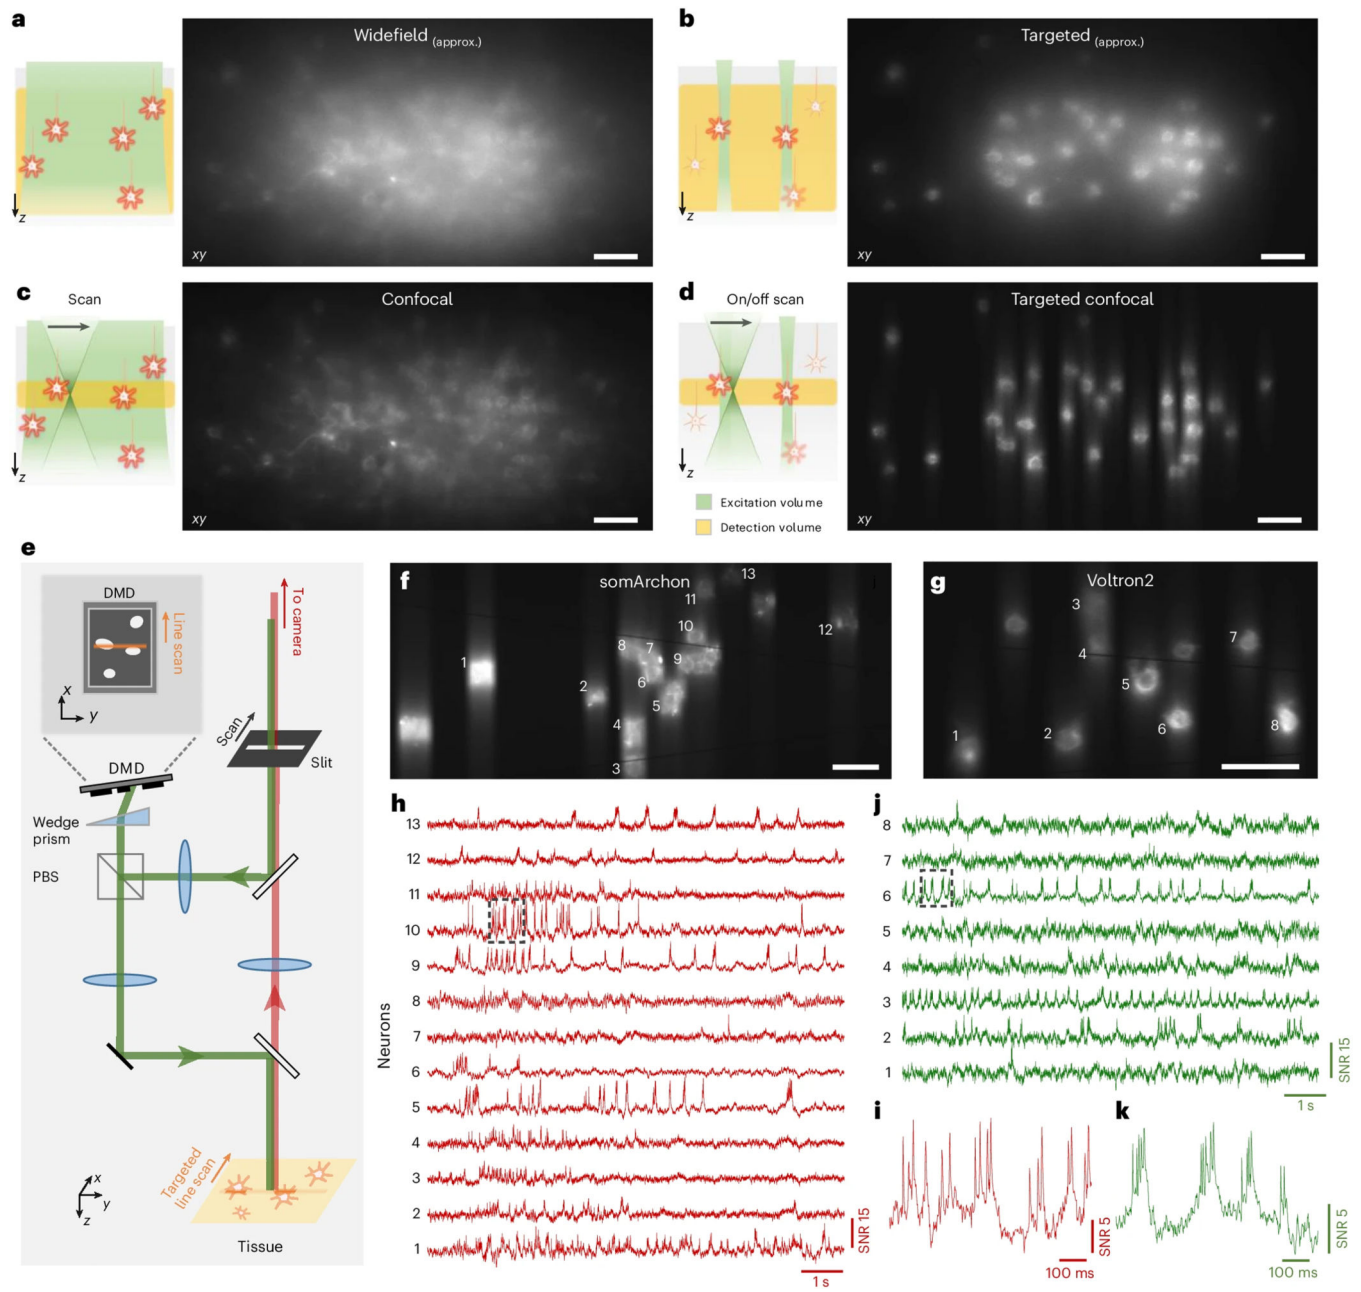 a
Widefield (approx.)
z
xy
b
Targeted (approx.)
z
xy
c
Scan
Confocal
z
xy
d
On/off scan
Targeted confocal
z
Excitation volume
Detection volume
xy
e
DMD
Line scan
x
y
To camera
Scan
Slit
DMD
Wedge
prism
PBS
Targeted
line scan
x
y
z
Tissue
f
somArchon
13
11
10
12
1
8
7
9
2
6
5
4
3
g
Voltron2
3
7
4
5
1
2
6
8
h
Neurons
13
12
11
10
9
8
7
6
5
4
3
2
1
SNR 15
1 s
j
8
7
6
5
4
3
2
1
SNR 15
1 s
i
SNR 5
100 ms
k
SNR 5
100 ms